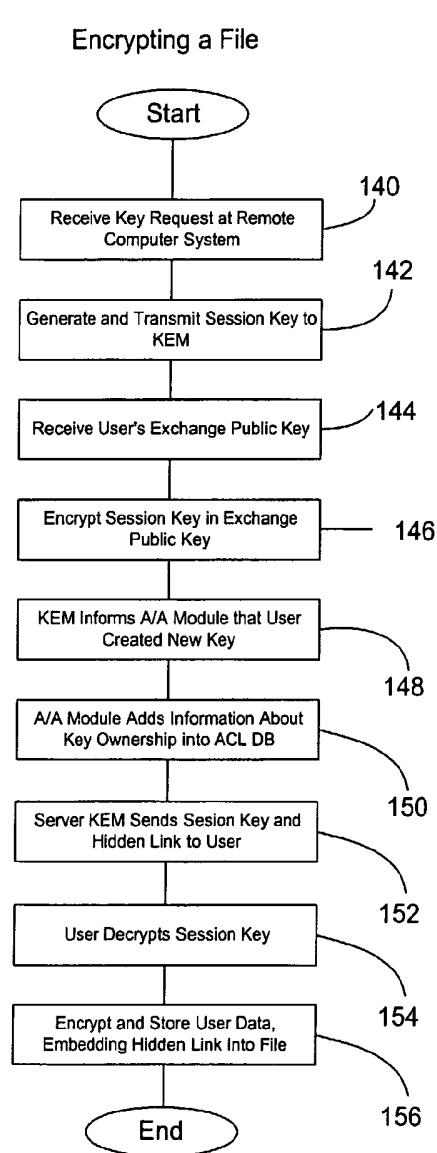 Encrypting a File
Start
Receive Key Request at Remote
Computer System
140
Generate and Transmit Session Key to
KEM
142
Receive User's Exchange Public Key
144
Encrypt Session Key in Exchange
Public Key
146
KEM Informs A/A Module that User
Created New Key
148
A/A Module Adds Information About
Key Ownership into ACL DB
150
Server KEM Sends Sesion Key and
Hidden Link to User
152
User Decrypts Session Key
154
Encrypt and Store User Data,
Embedding Hidden Link Into File
156
End